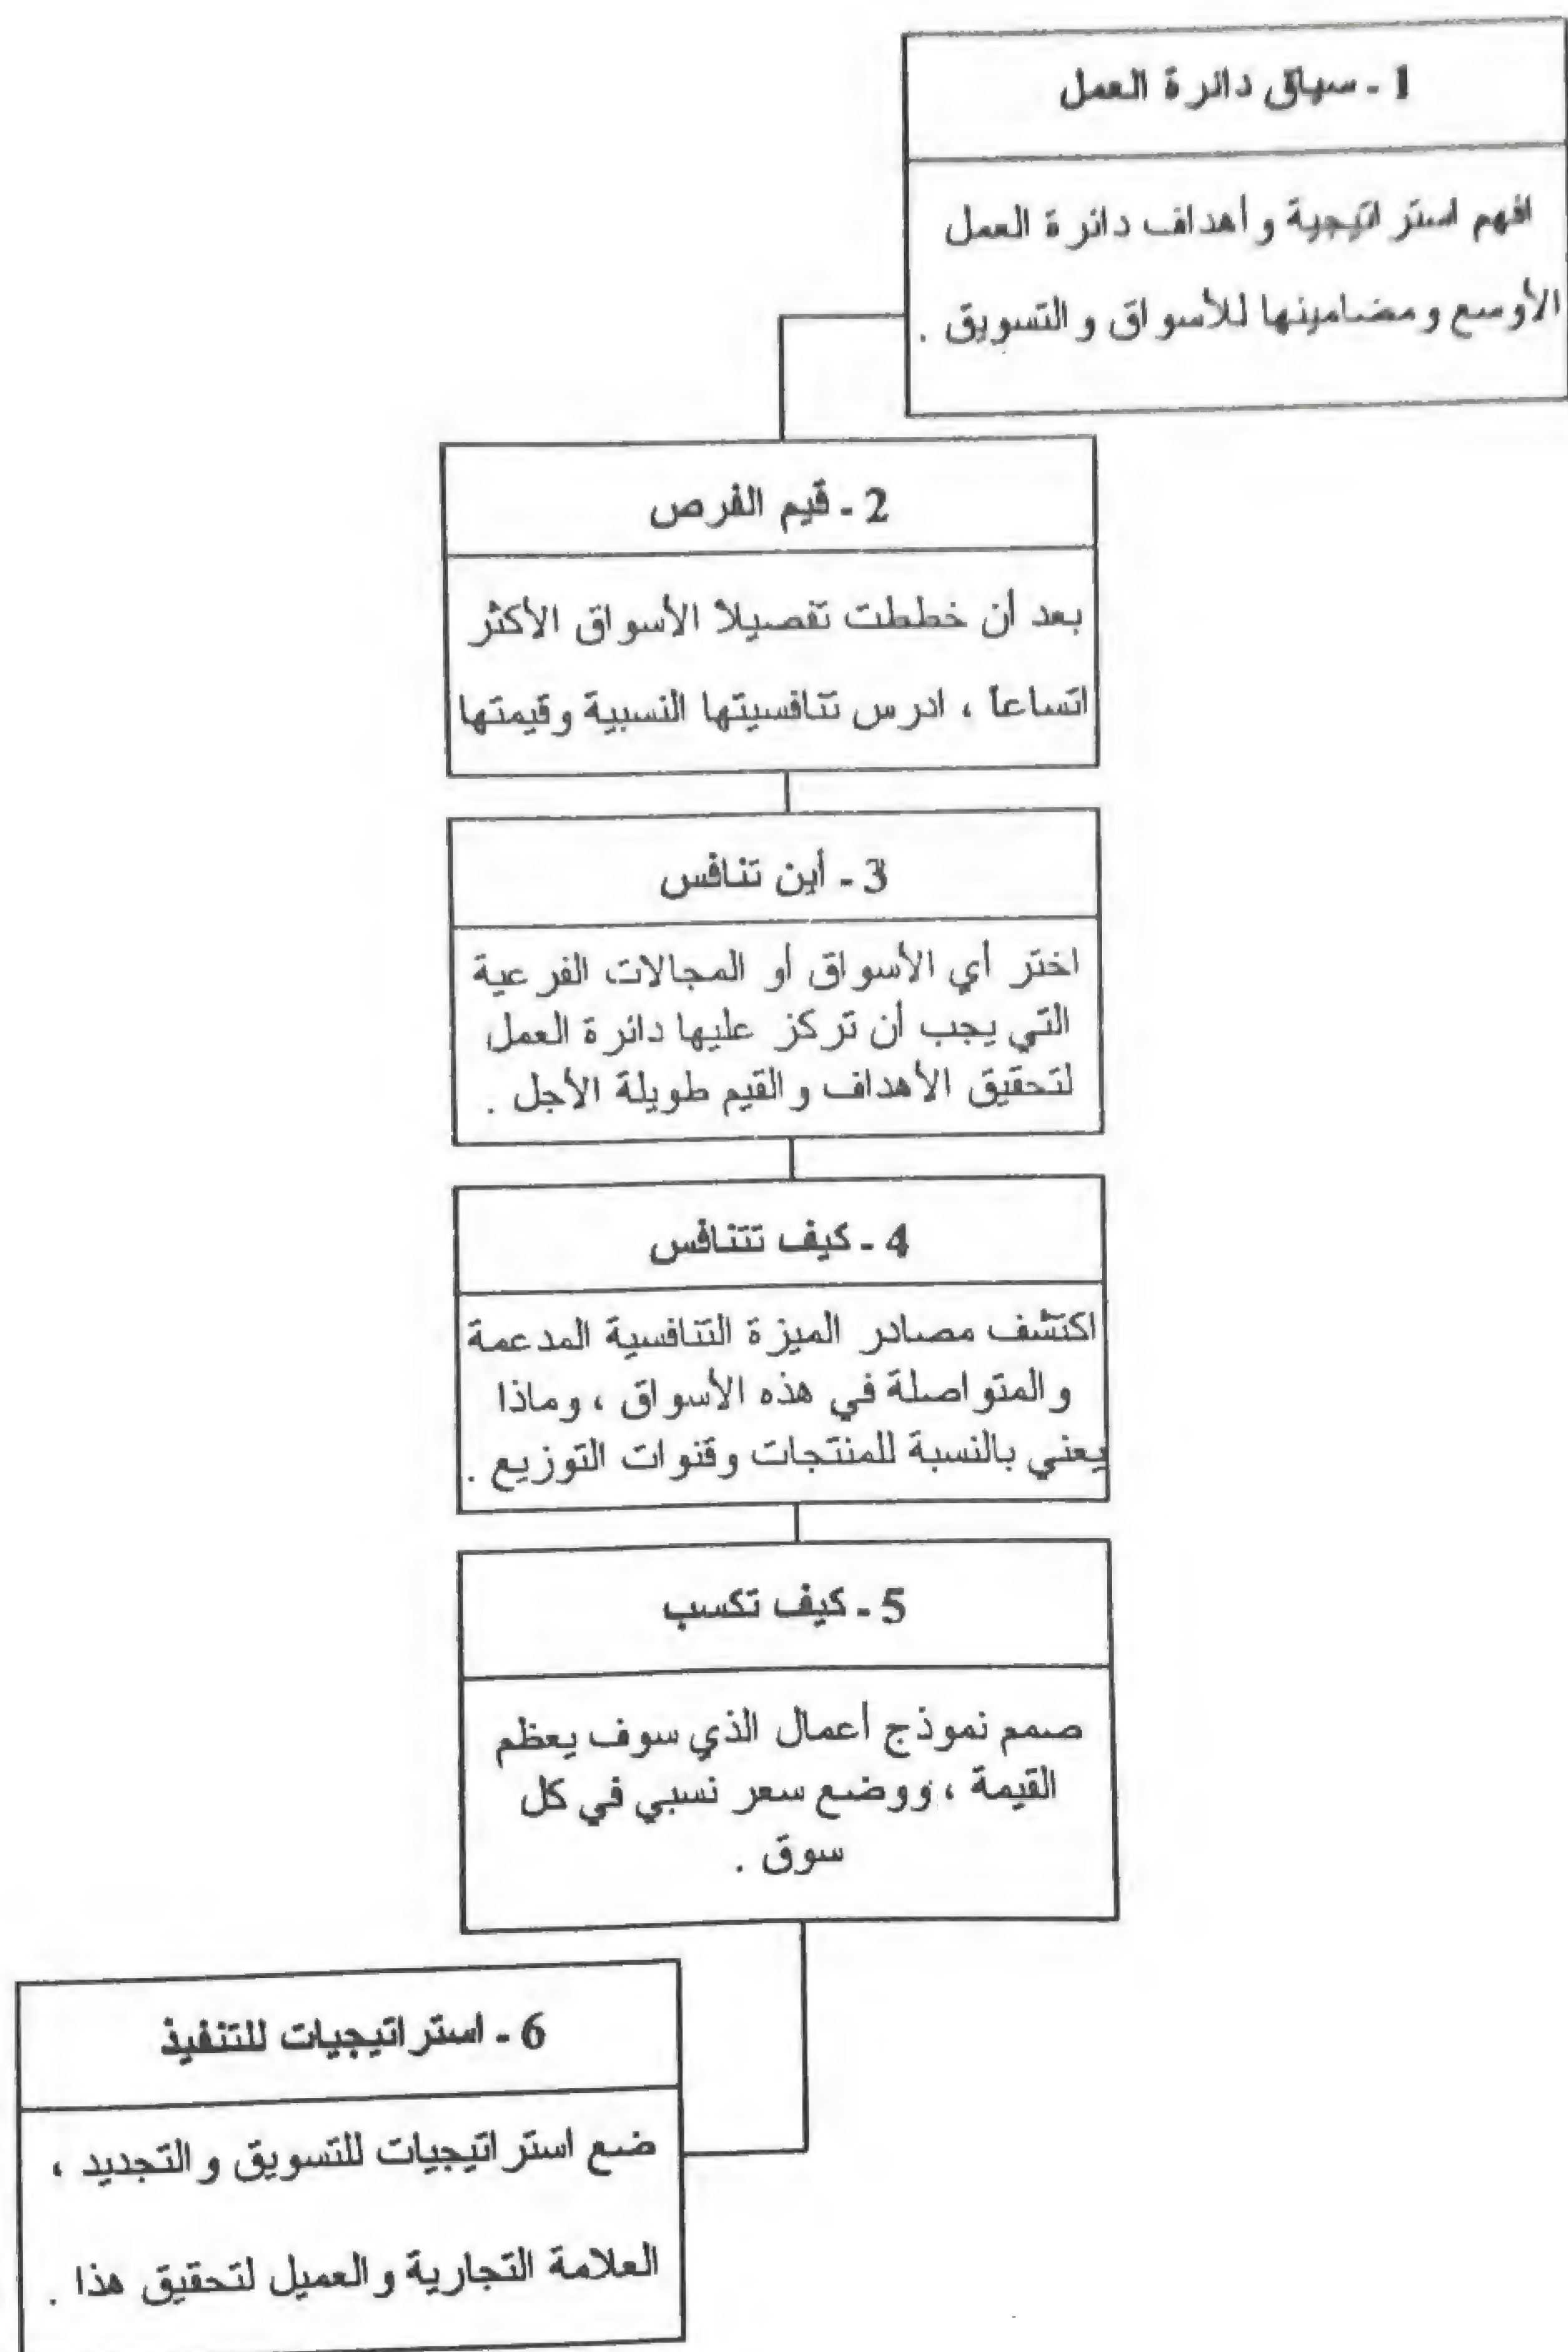 1 - سياق دائرة العمل
افهم استراتيجية وأهداف دائرة العمل
الأوسع ومضامينها للأسواق والتسويق .
2 - قيم الفرص
بعد أن خططت تفصيلا الأسواق الأكثر
اتساعاً ، ادرس تنافسيتها النسبية وقيمتها
3 - أين تنافس
اختر أي الأسواق أو المجالات الفرعية
التي يجب أن تركز عليها دائرة العمل
لتحقيق الأهداف والقيم طويلة الأجل .
4 - كيف تتنافس
اكتشف مصادر الميزة التنافسية المدعمة
والمتواصلة في هذه الأسواق ، وماذا
يعني بالنسبة للمنتجات وقنوات التوزيع .
5 - كيف تكسب
صمم نموذج أعمال الذي سوف يعظم
القيمة ، ووضع سعر نسبي في كل
سوق .
6 - استراتيجيات للتنفيذ
ضع استراتيجيات للتسويق والتجديد ،
العلامة التجارية والعميل لتحقيق هذا .